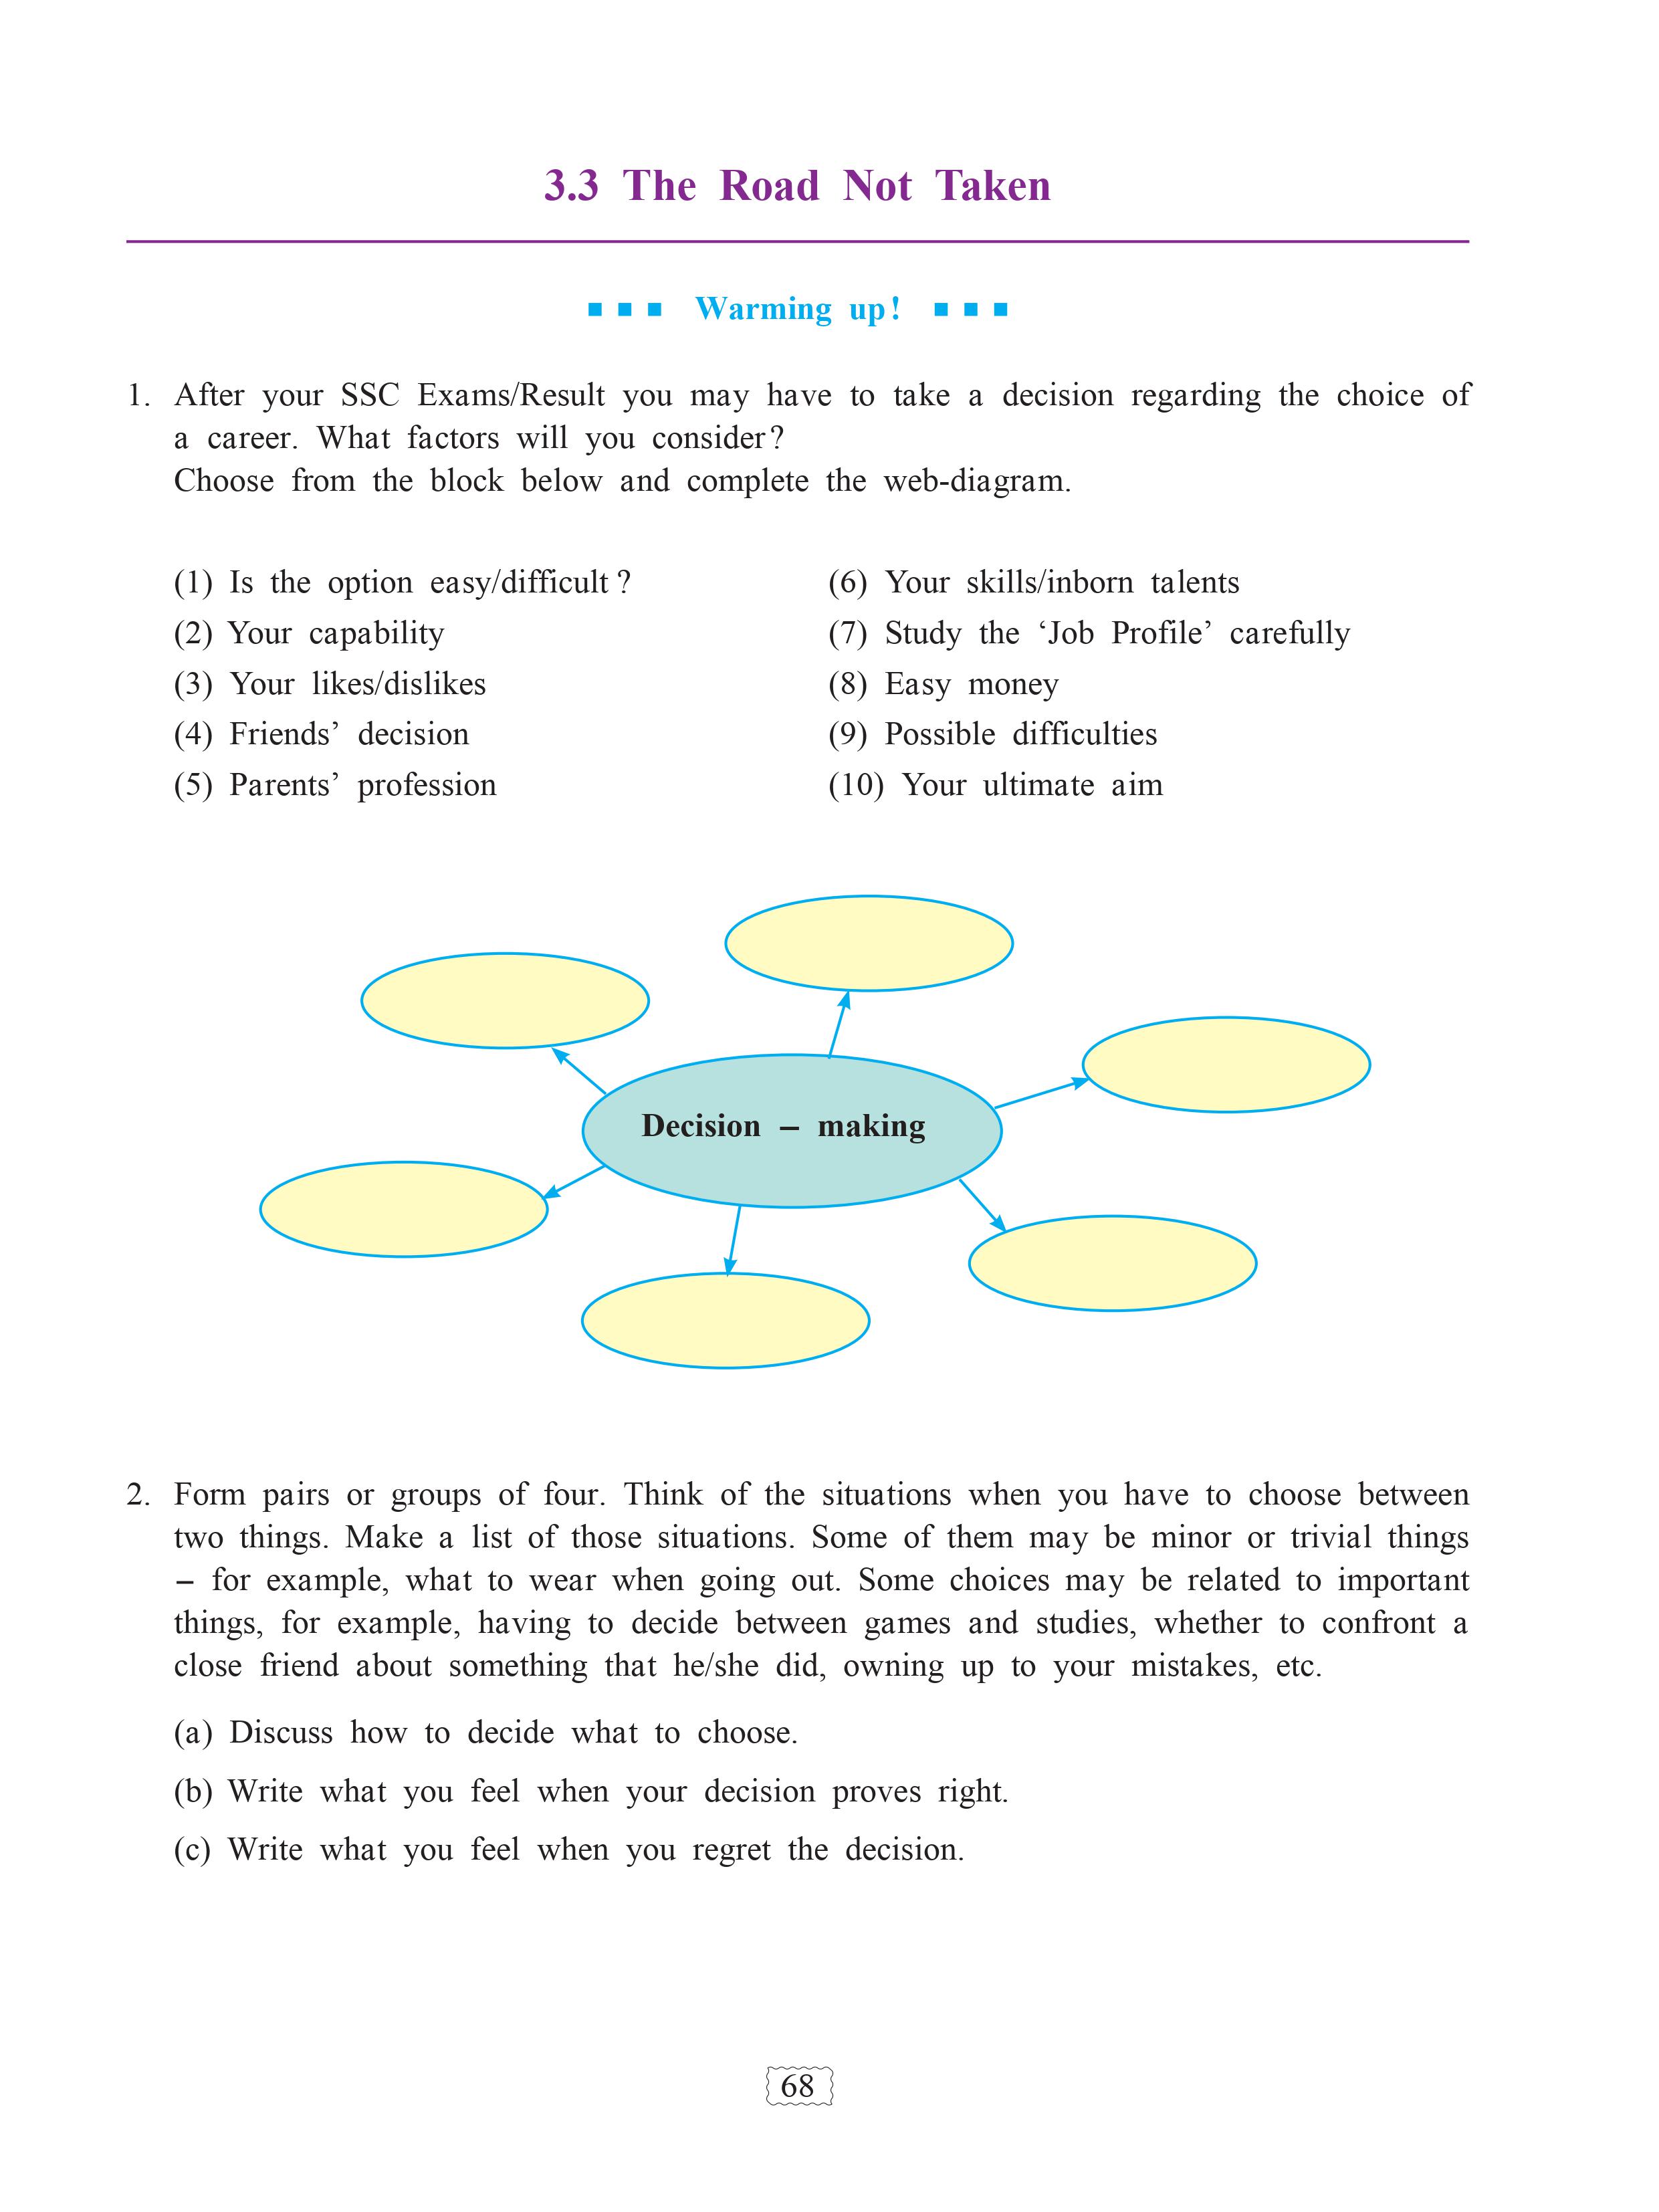 3.3 The Road Not Taken
Warming up!
1. After your SSC Exams/Result you may have to take a decision regarding the choice of
a career. What factors will you consider?
Choose from the block below and complete the web-diagram.
(1) Is the option easy/difficult ?
(2) Your capability
(3) Your likes/dislikes
(4) Friends’ decision
(5) Parents’ profession
(6) Your skills/inborn talents
(7) Study the ‘Job Profile’ carefully
(8) Easy money
(9) Possible difficulties
(10) Your ultimate aim
Decision – making
2. Form pairs or groups of four. Think of the situations when you have to choose between
two things. Make a list of those situations. Some of them may be minor or trivial things
– for example, what to wear when going out. Some choices may be related to important
things, for example, having to decide between games and studies, whether to confront a
close friend about something that he/she did, owning up to your mistakes, etc.
(a) Discuss how to decide what to choose.
(b) Write what you feel when your decision proves right.
(c) Write what you feel when you regret the decision.
68